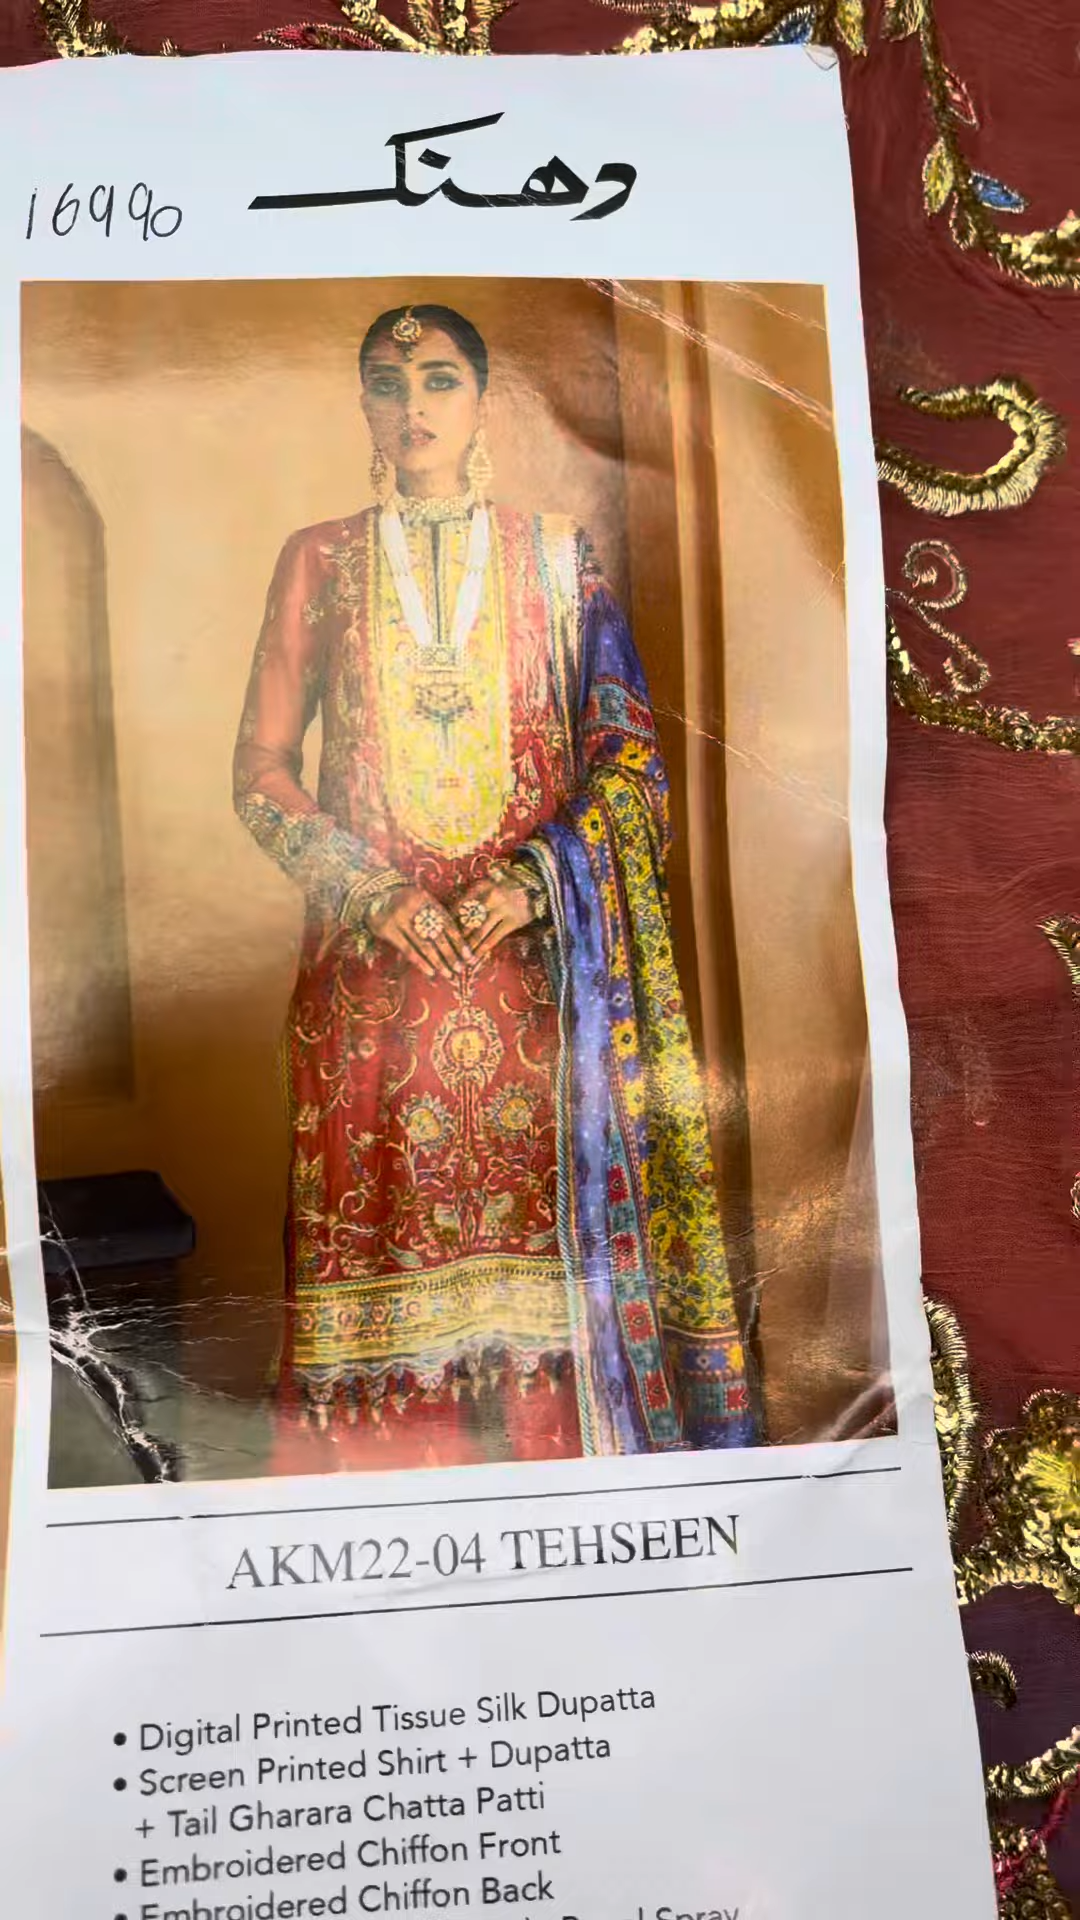 دھنک
16990
AKM22-04 TEHSEEN
• Digital Printed Tissue Silk Dupatta
• Screen Printed Shirt + Dupatta
+ Tail Gharara Chatta Patti
• Embroidered Chiffon Front
• Embroidered Chiffon Back
Spray